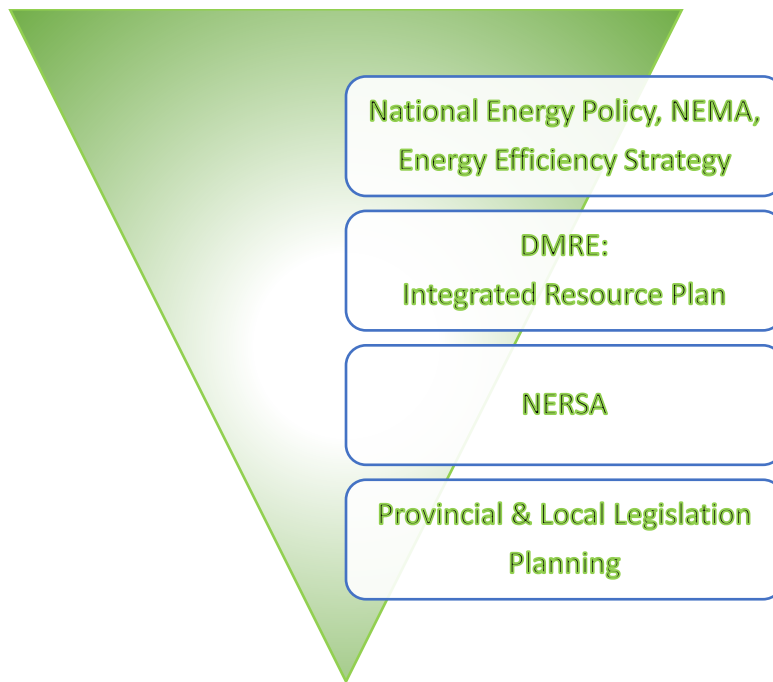 National Energy Policy, NEMA,
Energy Efficiency Strategy
DMRE:
Integrated Resource Plan
NERSA
Provincial & Local Legislation
Planning